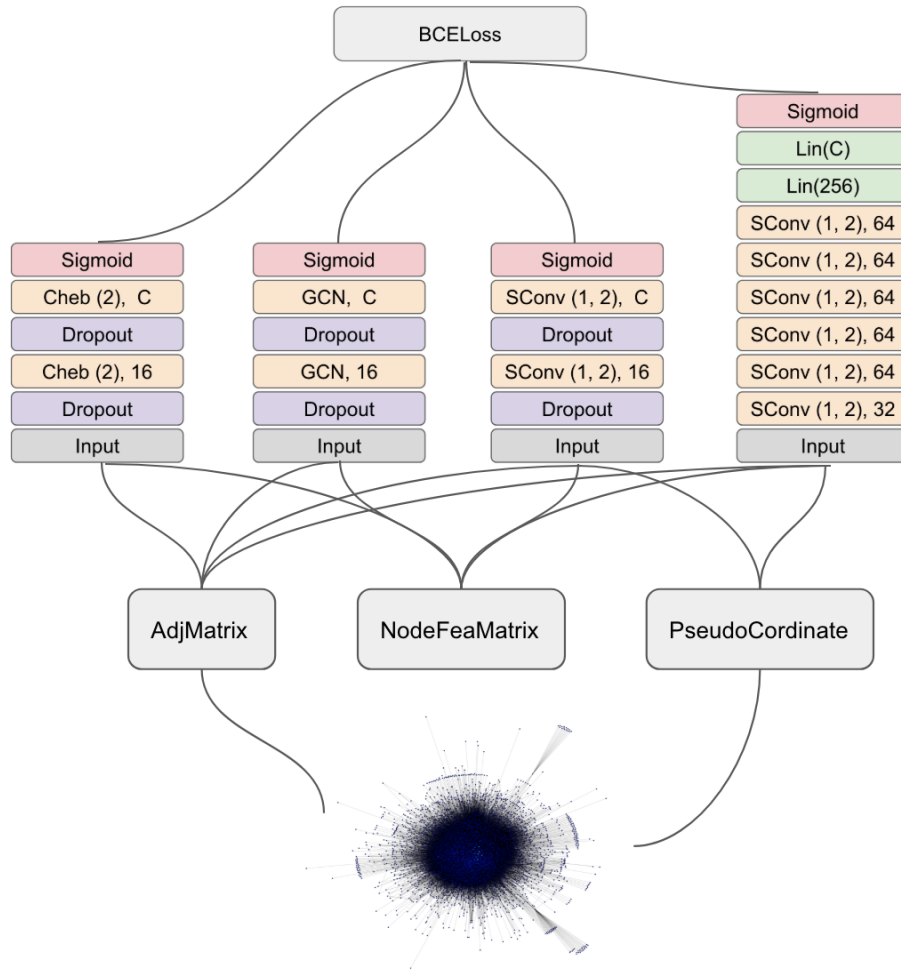 BCELoss
Sigmoid
Lin(C)
Lin(256)
SConv (1, 2), 64
SConv (1, 2), 64
SConv (1, 2), 64
SConv (1, 2), 64
SConv (1, 2), 64
SConv (1, 2), 32
Input
Sigmoid
Cheb (2),  C
Dropout
Cheb (2), 16
Dropout
Input
Sigmoid
GCN,  C
Dropout
GCN, 16
Dropout
Input
Sigmoid
SConv (1, 2),  C
Dropout
SConv (1, 2), 16
Dropout
Input
AdjMatrix
NodeFeaMatrix
PseudoCordinate